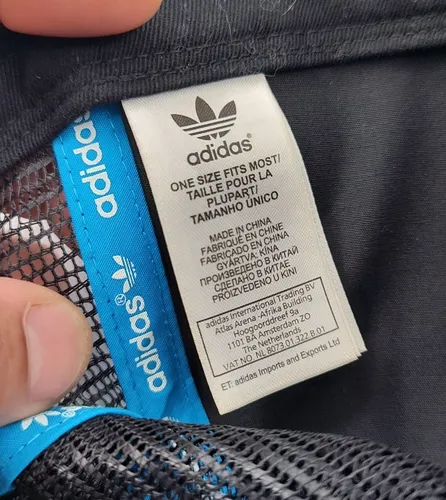 adidas®
ONE SIZE FITS MOST/
TAILLE POUR LA
PLUPART/
TAMANHO ÚNICO
MADE IN CHINA
FABRIQUÉ EN CHINE
FABRICADO EN CHINA
GYÁRTVA: KÍNA
ПРОИЗВЕДЕНО В КИТАЙ
СДЕЛАНО В КИТАЕ
PROIZVEDENO U KINI
adidas International Trading BV
Atlas Arena -Afrika Building
Hoogoorddreef 9a
1101 BA Amsterdam ZO
The Netherlands
VAT NO. NL 8073.01.322.B.01
ET: adidas Imports and Exports Ltd
adidas
adidas
adidas®